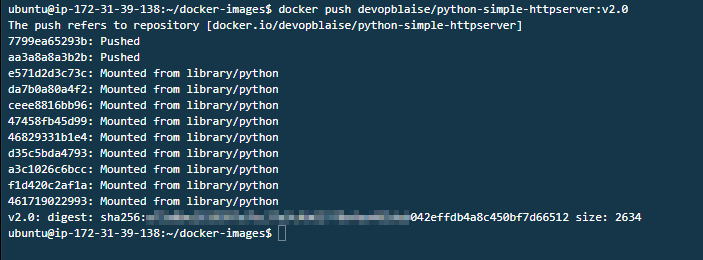 ubuntu@ip-172-31-39-138:~/docker-images$ docker push devopblaise/python-simple-httpserver:v2.0
The push refers to repository [docker.io/devopblaise/python-simple-httpserver]
7799ea65293b: Pushed
aa3a8a8a3b2b: Pushed
e571d2d3c73c: Mounted from library/python
da7b0a80a4f2: Mounted from library/python
ceee8816bb96: Mounted from library/python
47458fb45d99: Mounted from library/python
46829331b1e4: Mounted from library/python
d35c5bda4793: Mounted from library/python
a3c1026c6bcc: Mounted from library/python
f1d420c2af1a: Mounted from library/python
461719022993: Mounted from library/python
v2.0: digest: sha256:042effdb4a8c450bf7d66512 size: 2634
ubuntu@ip-172-31-39-138:~/docker-images$